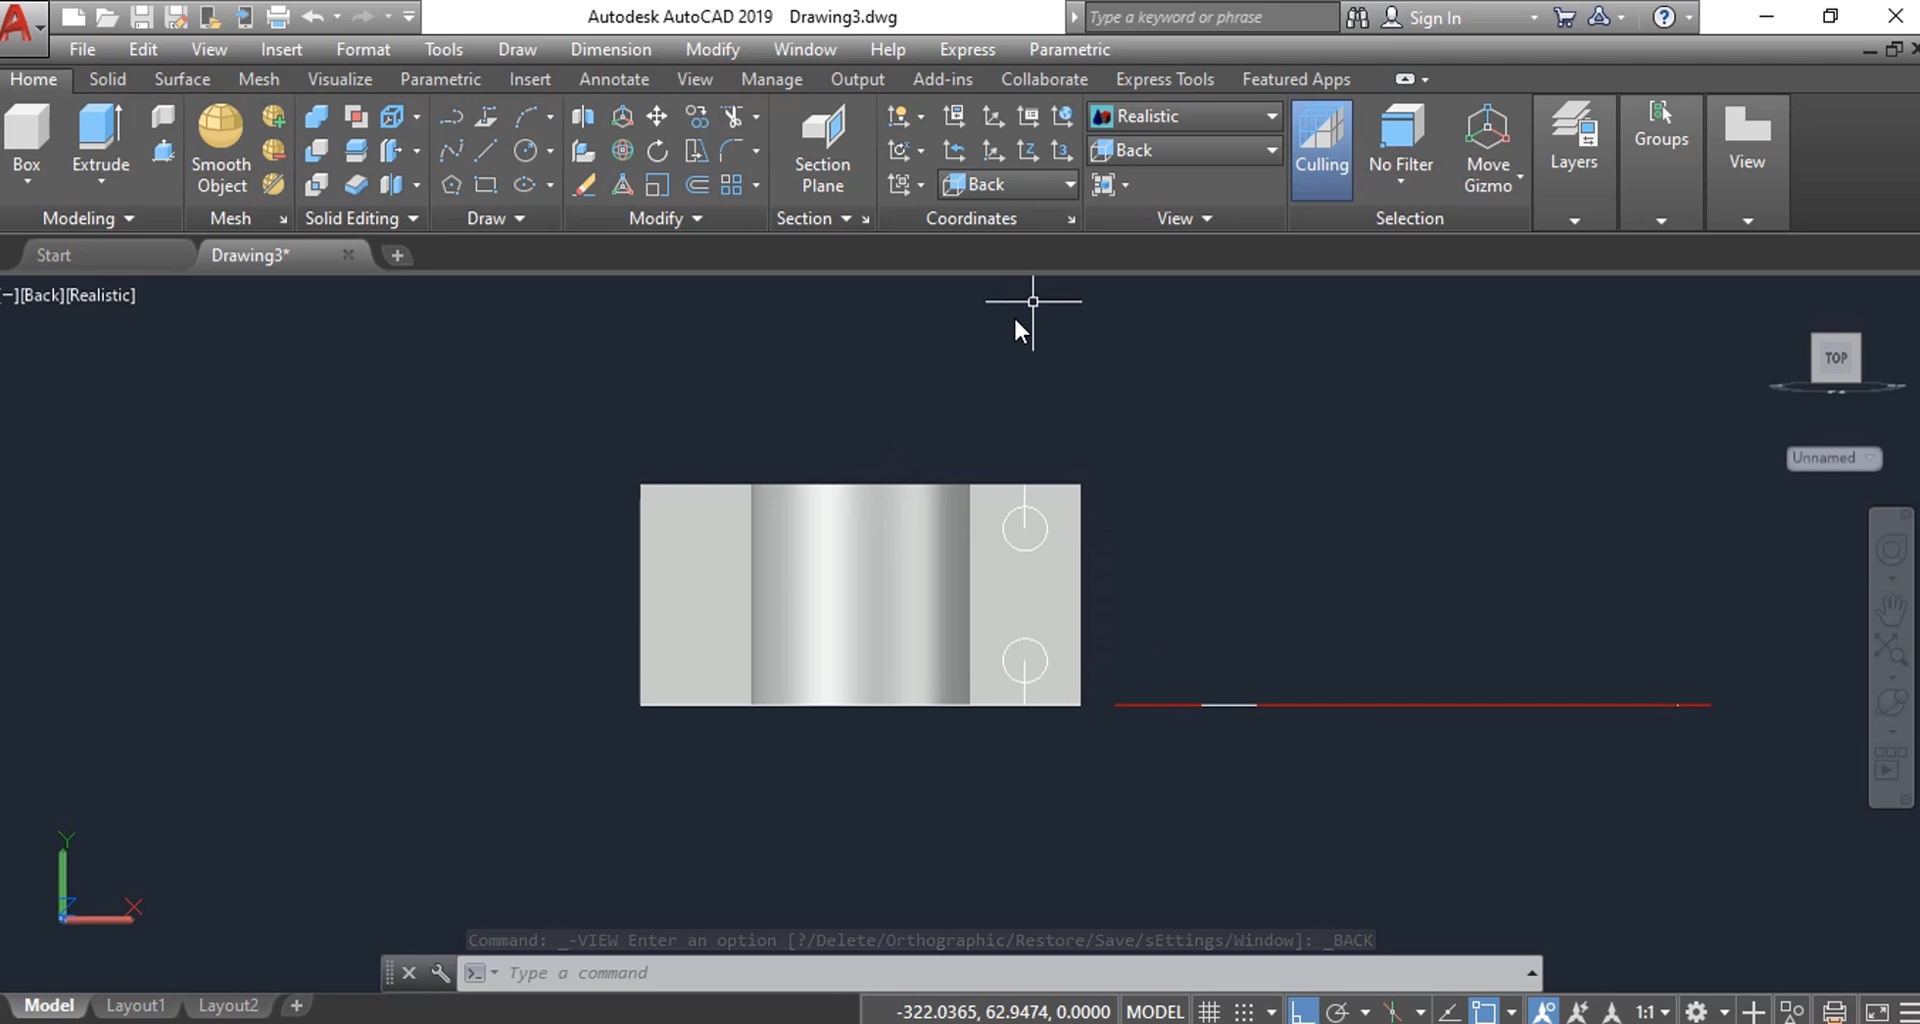 Autodesk AutoCAD 2019 Drawing3.dwg
Type a keyword or phrase
Sign In
File Edit View Insert Format Tools Draw Dimension Modify Window Help Express Parametric
Home Solid Surface Mesh Visualize Parametric Insert Annotate View Manage Output Add-ins Collaborate Express Tools Featured Apps
Box
Extrude
Smooth Object
Section Plane
Back
Realistic
Back
Culling
No Filter
Move Gizmo
Layers
Groups
View
Modeling Mesh Solid Editing Draw Modify Section Coordinates View Selection
Start Drawing3*
[−][Back][Realistic]
TOP
Unnamed
Y
Z
X
Command: _-VIEW Enter an option [?/Delete/Orthographic/Restore/Save/sEttings/Window]: _BACK
Type a command
Model Layout1 Layout2
-322.0365, 62.9474, 0.0000 MODEL 1:1